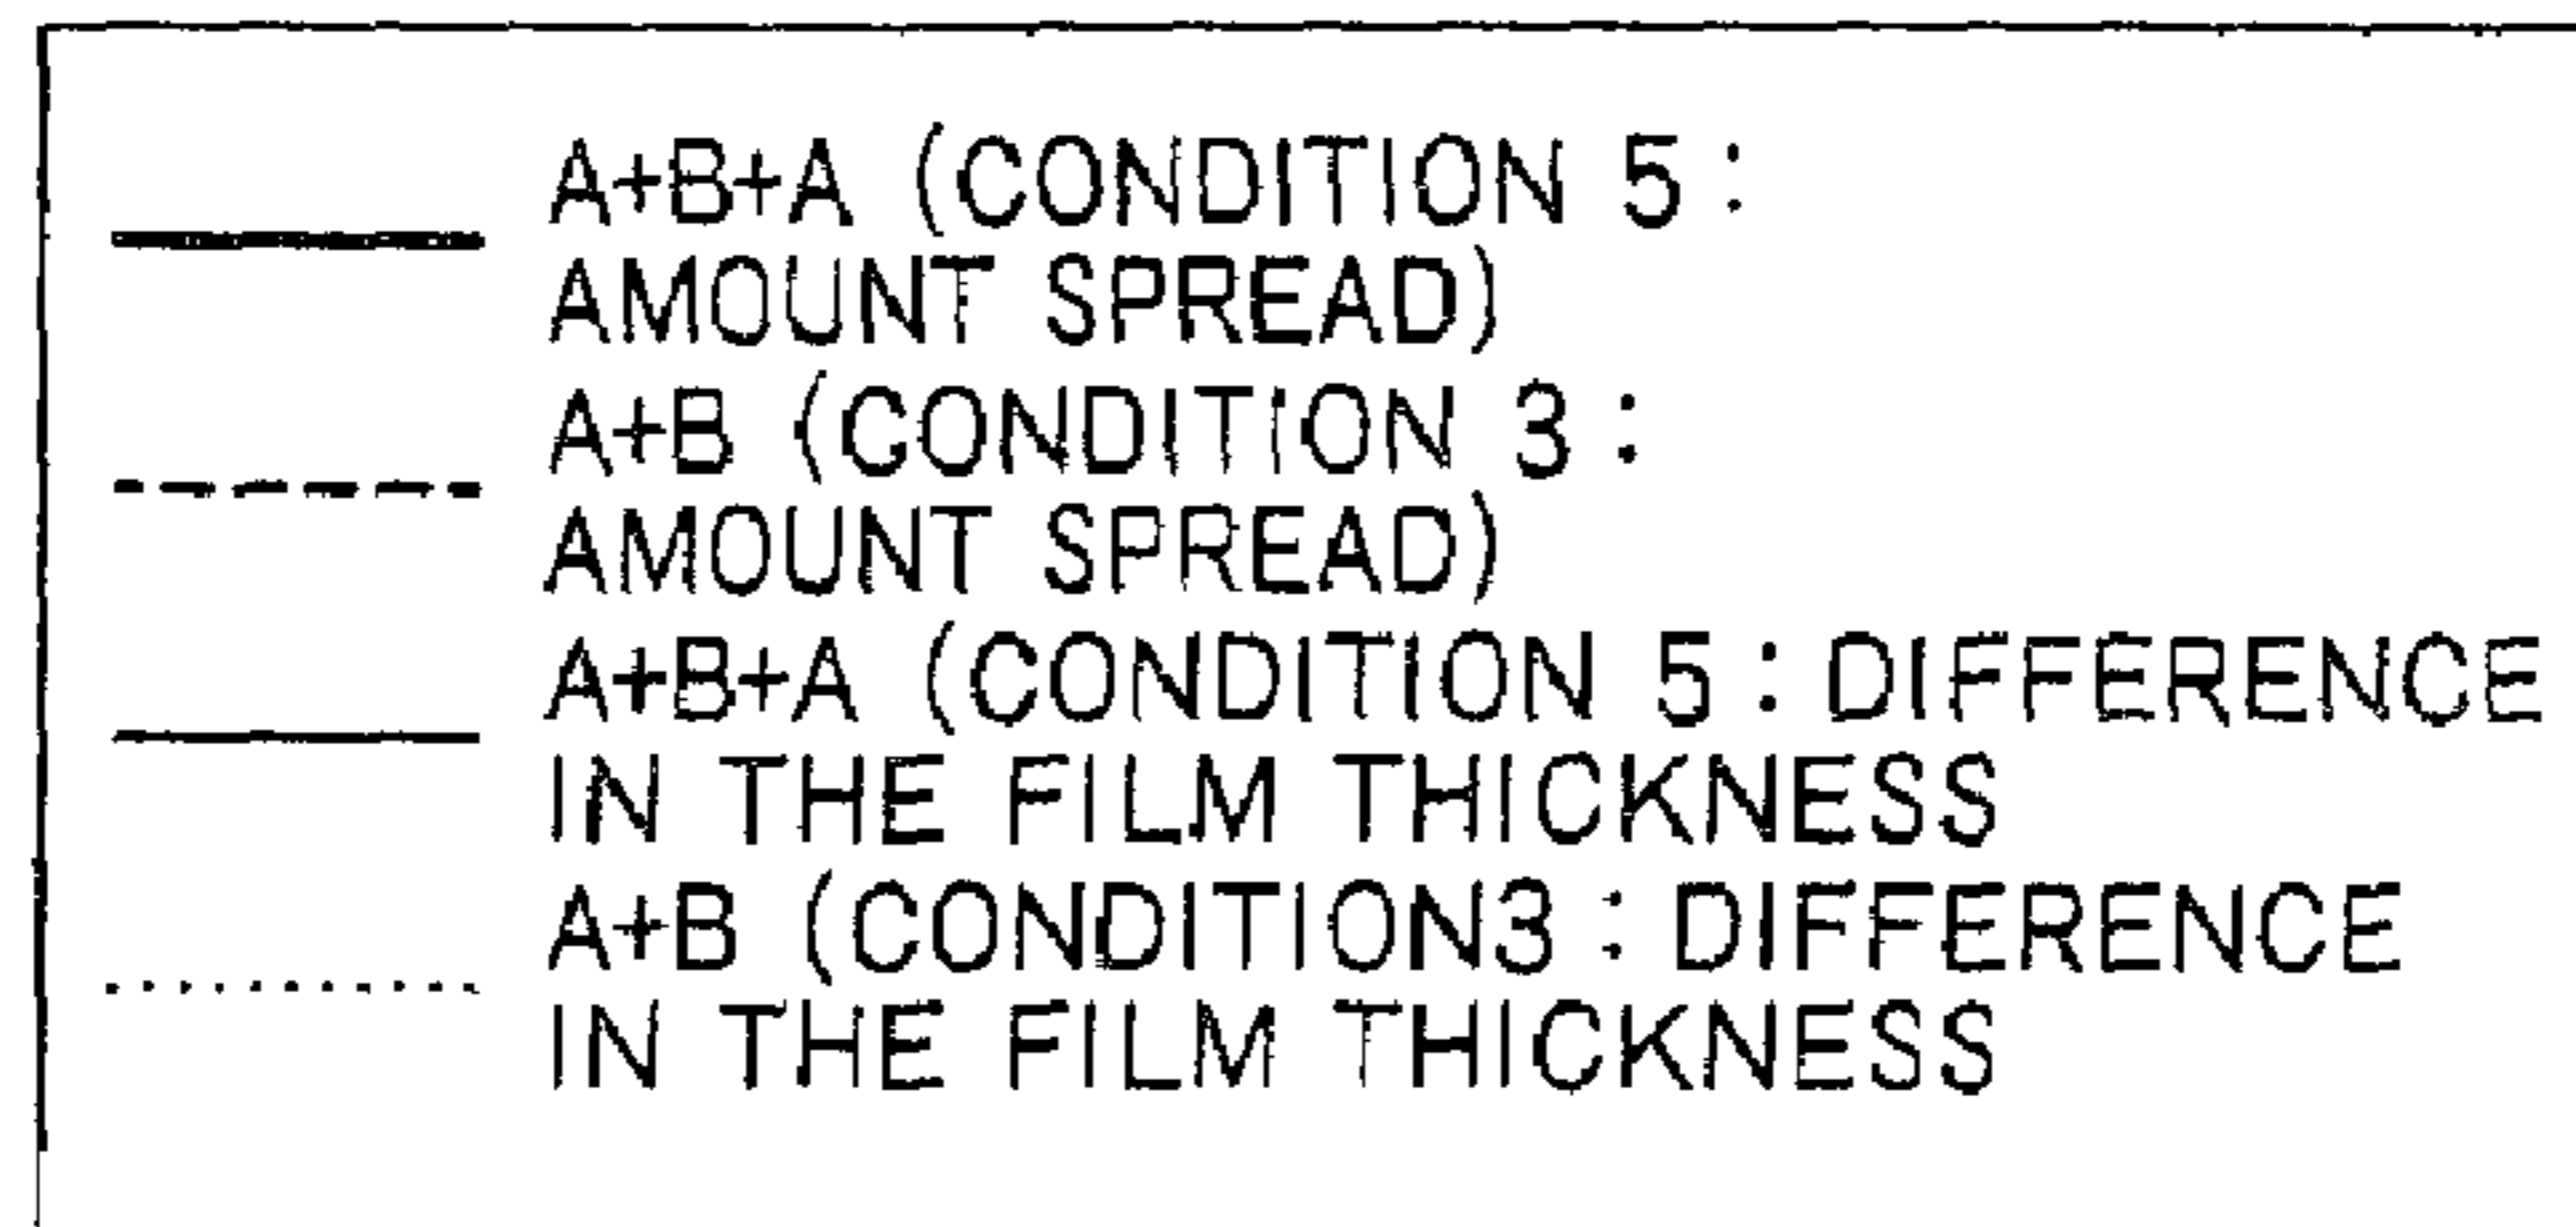 A+B+A (CONDITION 5 :
AMOUNT SPREAD)
A+B (CONDITION 3 :
AMOUNT SPREAD)
A+B+A (CONDITION 5 : DIFFERENCE
IN THE FILM THICKNESS
A+B (CONDITION3 : DIFFERENCE
IN THE FILM THICKNESS